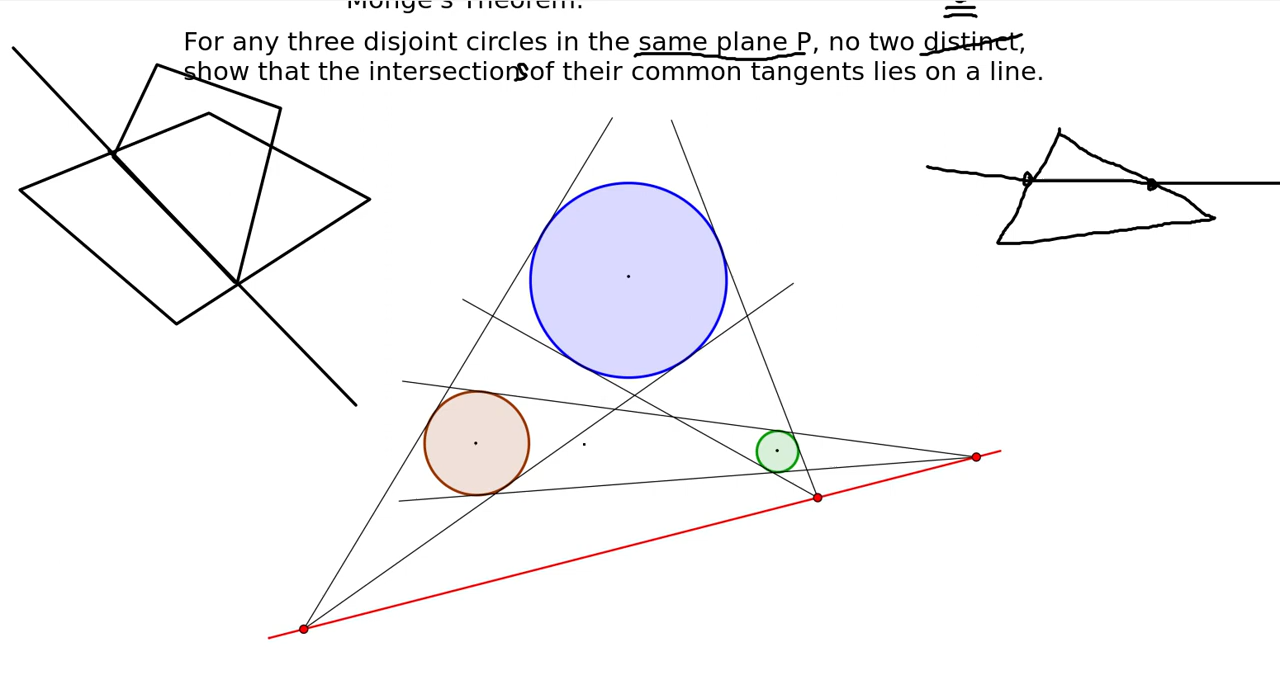 Monge's Theorem:
For any three disjoint circles in the same plane P, no two distinct,
show that the intersections of their common tangents lies on a line.